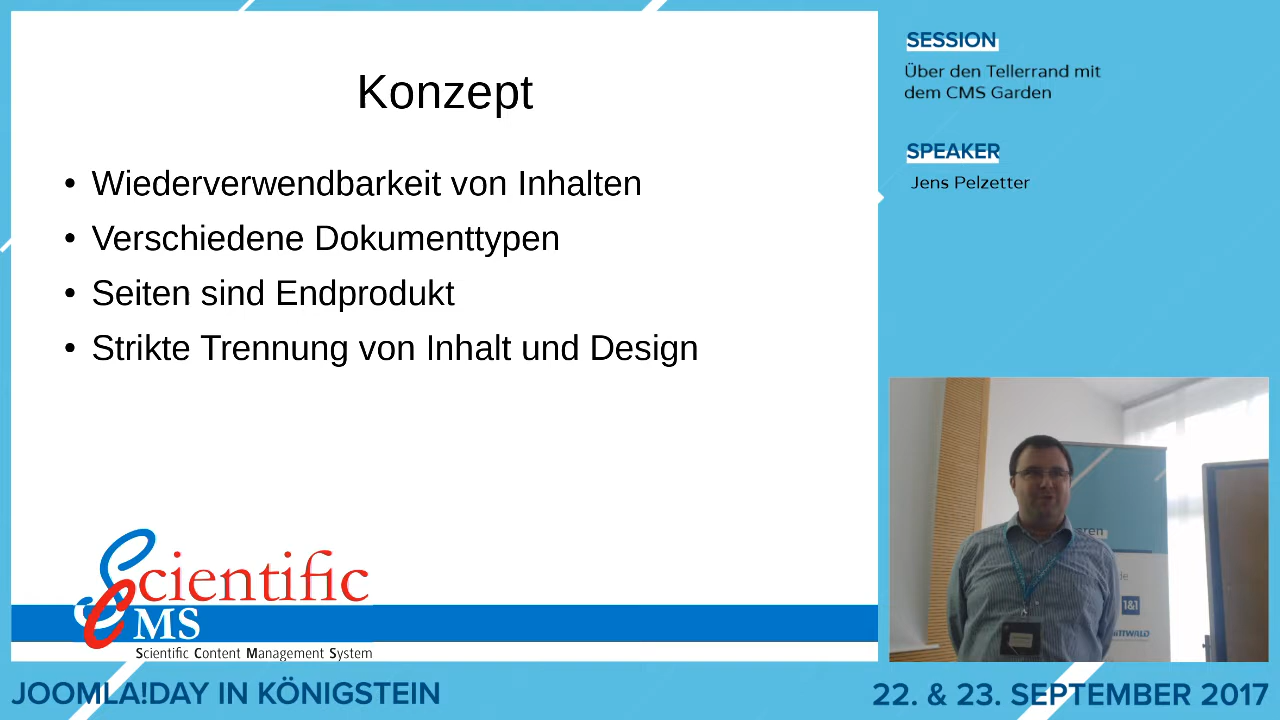 Konzept
• Wiederverwendbarkeit von Inhalten
• Verschiedene Dokumenttypen
• Seiten sind Endprodukt
• Strikte Trennung von Inhalt und Design
Scientific
CMS
Scientific Content Management System
SESSION
Über den Tellerrand mit
dem CMS Garden
SPEAKER
Jens Pelzetter
1&1
JOOMLA!DAY IN KÖNIGSTEIN
22. & 23. SEPTEMBER 2017